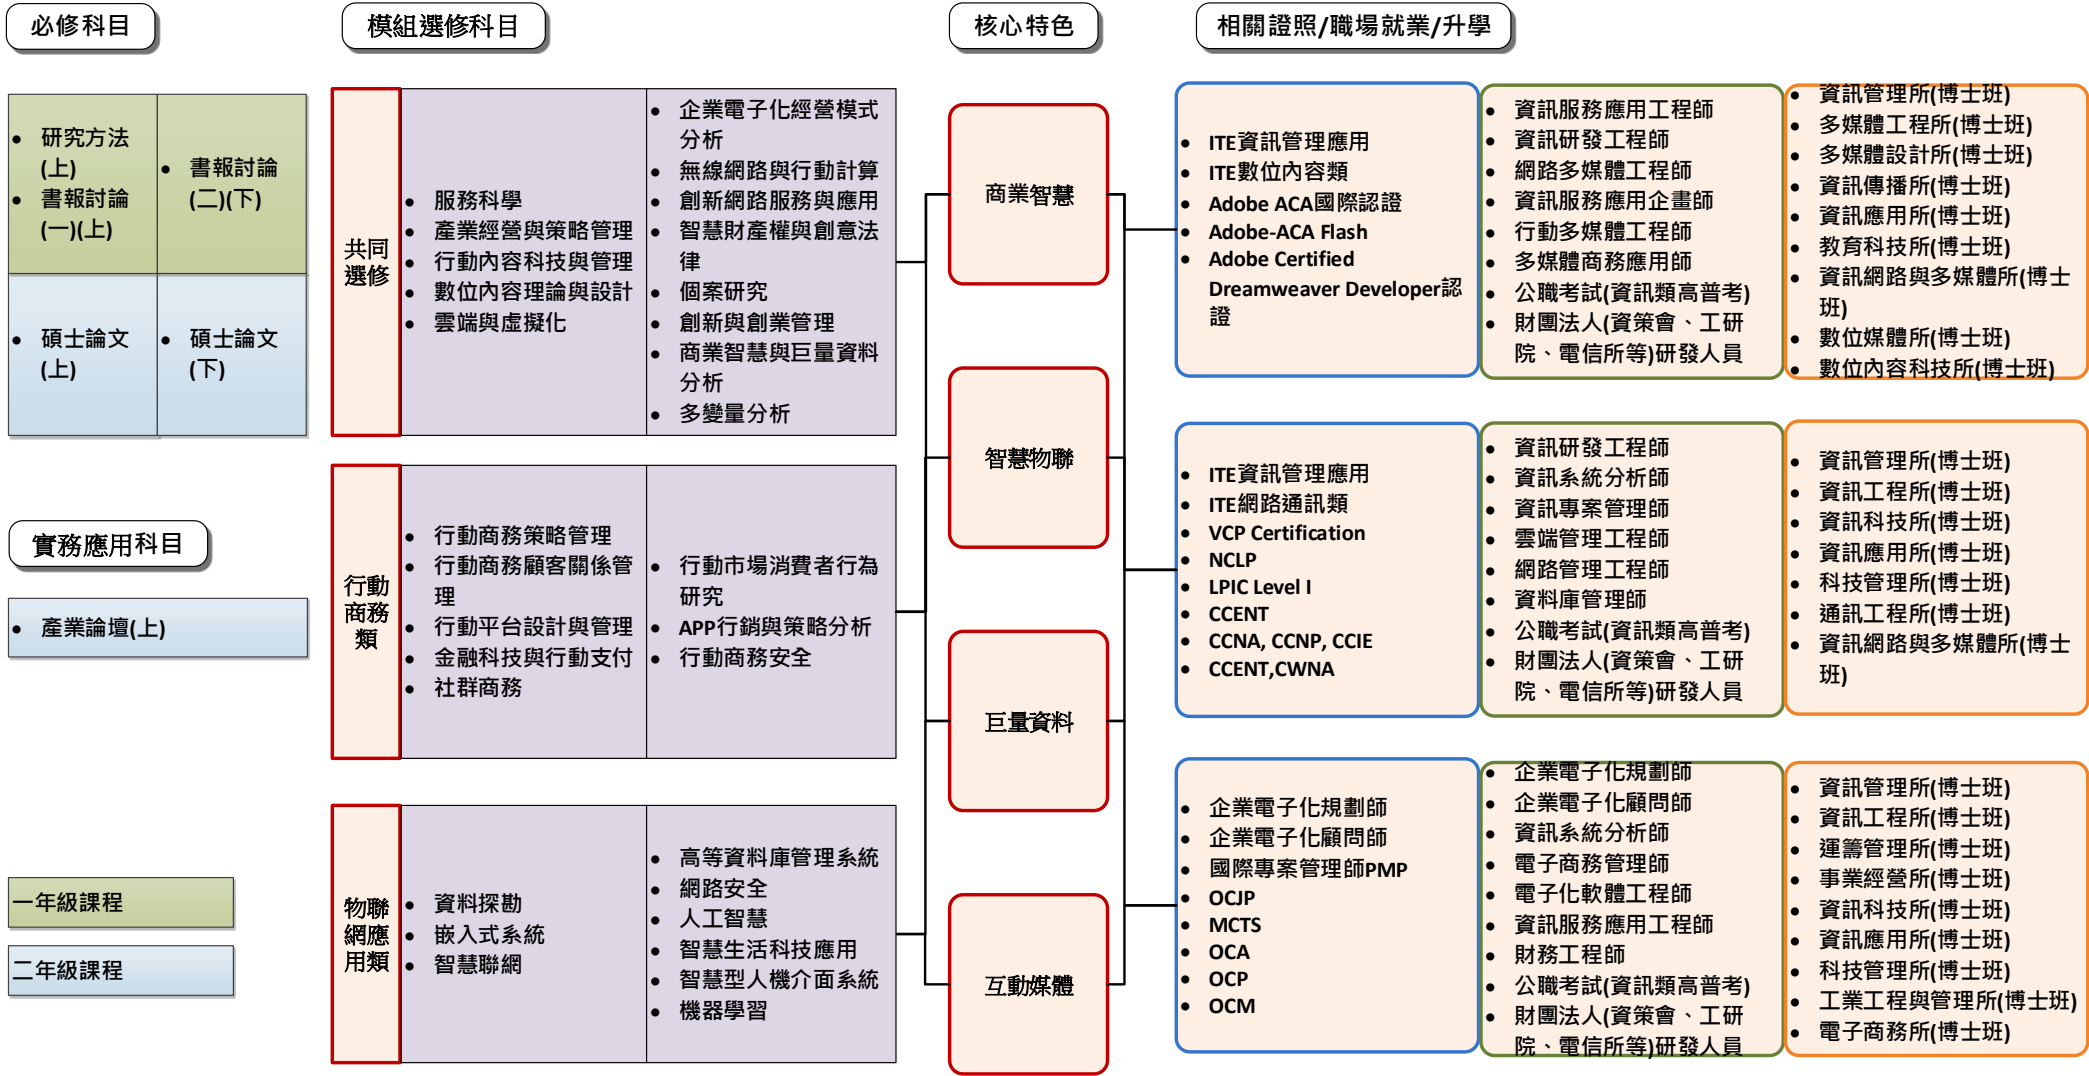 必修科目
模組選修科目
核心特色
相關證照/職場就業/升學
研究方法
(上)
書報討論
(一)(上)
書報討論
(二)(下)
碩士論文
(上)
碩士論文
(下)
實務應用科目
產業論壇(上)
一年級課程
二年級課程
共同
選修
服務科學
產業經營與策略管理
行動內容科技與管理
數位內容理論與設計
雲端與虛擬化
企業電子化經營模式
分析
無線網路與行動計算
創新網路服務與應用
智慧財產權與創意法
律
個案研究
創新與創業管理
商業智慧與巨量資料
分析
多變量分析
行動
商務
類
行動商務策略管理
行動商務顧客關係管
理
行動平台設計與管理
金融科技與行動支付
社群商務
行動市場消費者行為
研究
APP行銷與策略分析
行動商務安全
物聯
網應
用類
資料探勘
嵌入式系統
智慧聯網
高等資料庫管理系統
網路安全
人工智慧
智慧生活科技應用
智慧型人機介面系統
機器學習
商業智慧
智慧物聯
巨量資料
互動媒體
ITE資訊管理應用
ITE數位內容類
Adobe ACA國際認證
Adobe-ACA Flash
Adobe Certified
Dreamweaver Developer認
證
資訊服務應用工程師
資訊研發工程師
網路多媒體工程師
資訊服務應用企畫師
行動多媒體工程師
多媒體商務應用師
公職考試(資訊類高普考)
財團法人(資策會、工研
院、電信所等)研發人員
資訊管理所(博士班)
多媒體工程所(博士班)
多媒體設計所(博士班)
資訊傳播所(博士班)
資訊應用所(博士班)
教育科技所(博士班)
資訊網路與多媒體所(博士
班)
數位媒體所(博士班)
數位內容科技所(博士班)
ITE資訊管理應用
ITE網路通訊類
VCP Certification
NCLP
LPIC Level I
CCENT
CCNA, CCNP, CCIE
CCENT,CWNA
資訊研發工程師
資訊系統分析師
資訊專案管理師
雲端管理工程師
網路管理工程師
資料庫管理師
公職考試(資訊類高普考)
財團法人(資策會、工研
院、電信所等)研發人員
資訊管理所(博士班)
資訊工程所(博士班)
資訊科技所(博士班)
資訊應用所(博士班)
科技管理所(博士班)
通訊工程所(博士班)
資訊網路與多媒體所(博士
班)
企業電子化規劃師
企業電子化顧問師
國際專案管理師PMP
OCJP
MCTS
OCA
OCP
OCM
企業電子化規劃師
企業電子化顧問師
資訊系統分析師
電子商務管理師
電子化軟體工程師
資訊服務應用工程師
財務工程師
公職考試(資訊類高普考)
財團法人(資策會、工研
院、電信所等)研發人員
資訊管理所(博士班)
資訊工程所(博士班)
運籌管理所(博士班)
事業經營所(博士班)
資訊科技所(博士班)
資訊應用所(博士班)
科技管理所(博士班)
工業工程與管理所(博士班)
電子商務所(博士班)